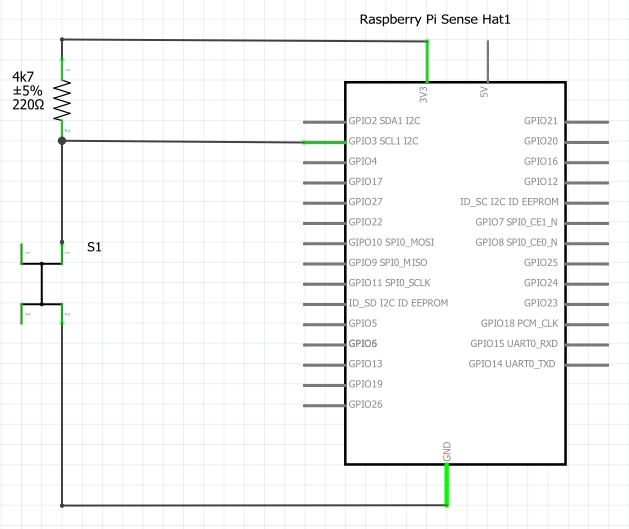 Raspberry Pi Sense Hat1
3V3
5V
4k7
±5%
220Ω
1
2
S1
1
1
2
2
GPIO2 SDA1 I2C
GPIO3 SCL1 I2C
GPIO4
GPIO17
GPIO27
GPIO22
GIPO10 SPI0_MOSI
GPIO9 SPI0_MISO
GPIO11 SPI0_SCLK
ID_SD I2C ID EEPROM
GPIO5
GPIO6
GPIO13
GPIO19
GPIO26
GPIO21
GPIO20
GPIO16
GPIO12
ID_SC I2C ID EEPROM
GPIO7 SPI0_CE1_N
GPIO8 SPI0_CE0_N
GPIO25
GPIO24
GPIO23
GPIO18 PCM_CLK
GPIO15 UART0_RXD
GPIO14 UART0_TXD
GND